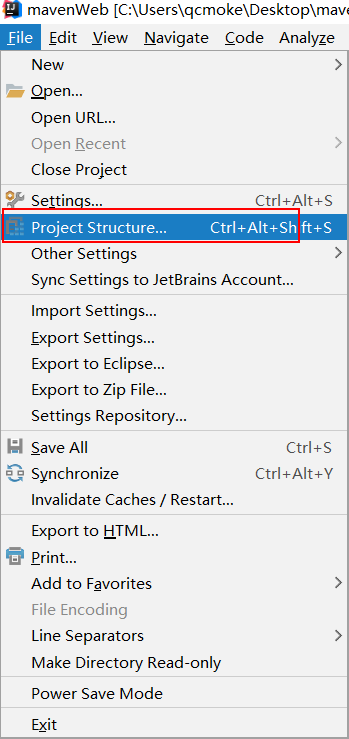 mavenWeb [C:\Users\qcmoke\Desktop\mave
File Edit View Navigate Code Analyze
New
Open...
Open URL...
Open Recent
Close Project
Settings... Ctrl+Alt+S
Project Structure... Ctrl+Alt+Shift+S
Other Settings
Sync Settings to JetBrains Account...
Import Settings...
Export Settings...
Export to Eclipse...
Export to Zip File...
Settings Repository...
Save All Ctrl+S
Synchronize Ctrl+Alt+Y
Invalidate Caches / Restart...
Export to HTML...
Print...
Add to Favorites
File Encoding
Line Separators
Make Directory Read-only
Power Save Mode
Exit